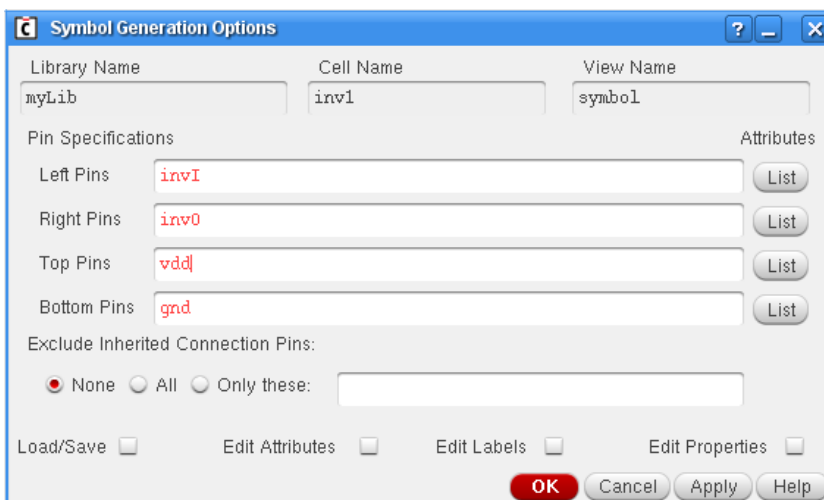 Symbol Generation Options
Library Name Cell Name View Name
myLib inv1 symbol
Pin Specifications Attributes
Left Pins invI List
Right Pins invO List
Top Pins vdd List
Bottom Pins gnd List
Exclude Inherited Connection Pins:
None All Only these:
Load/Save Edit Attributes Edit Labels Edit Properties
OK Cancel Apply Help